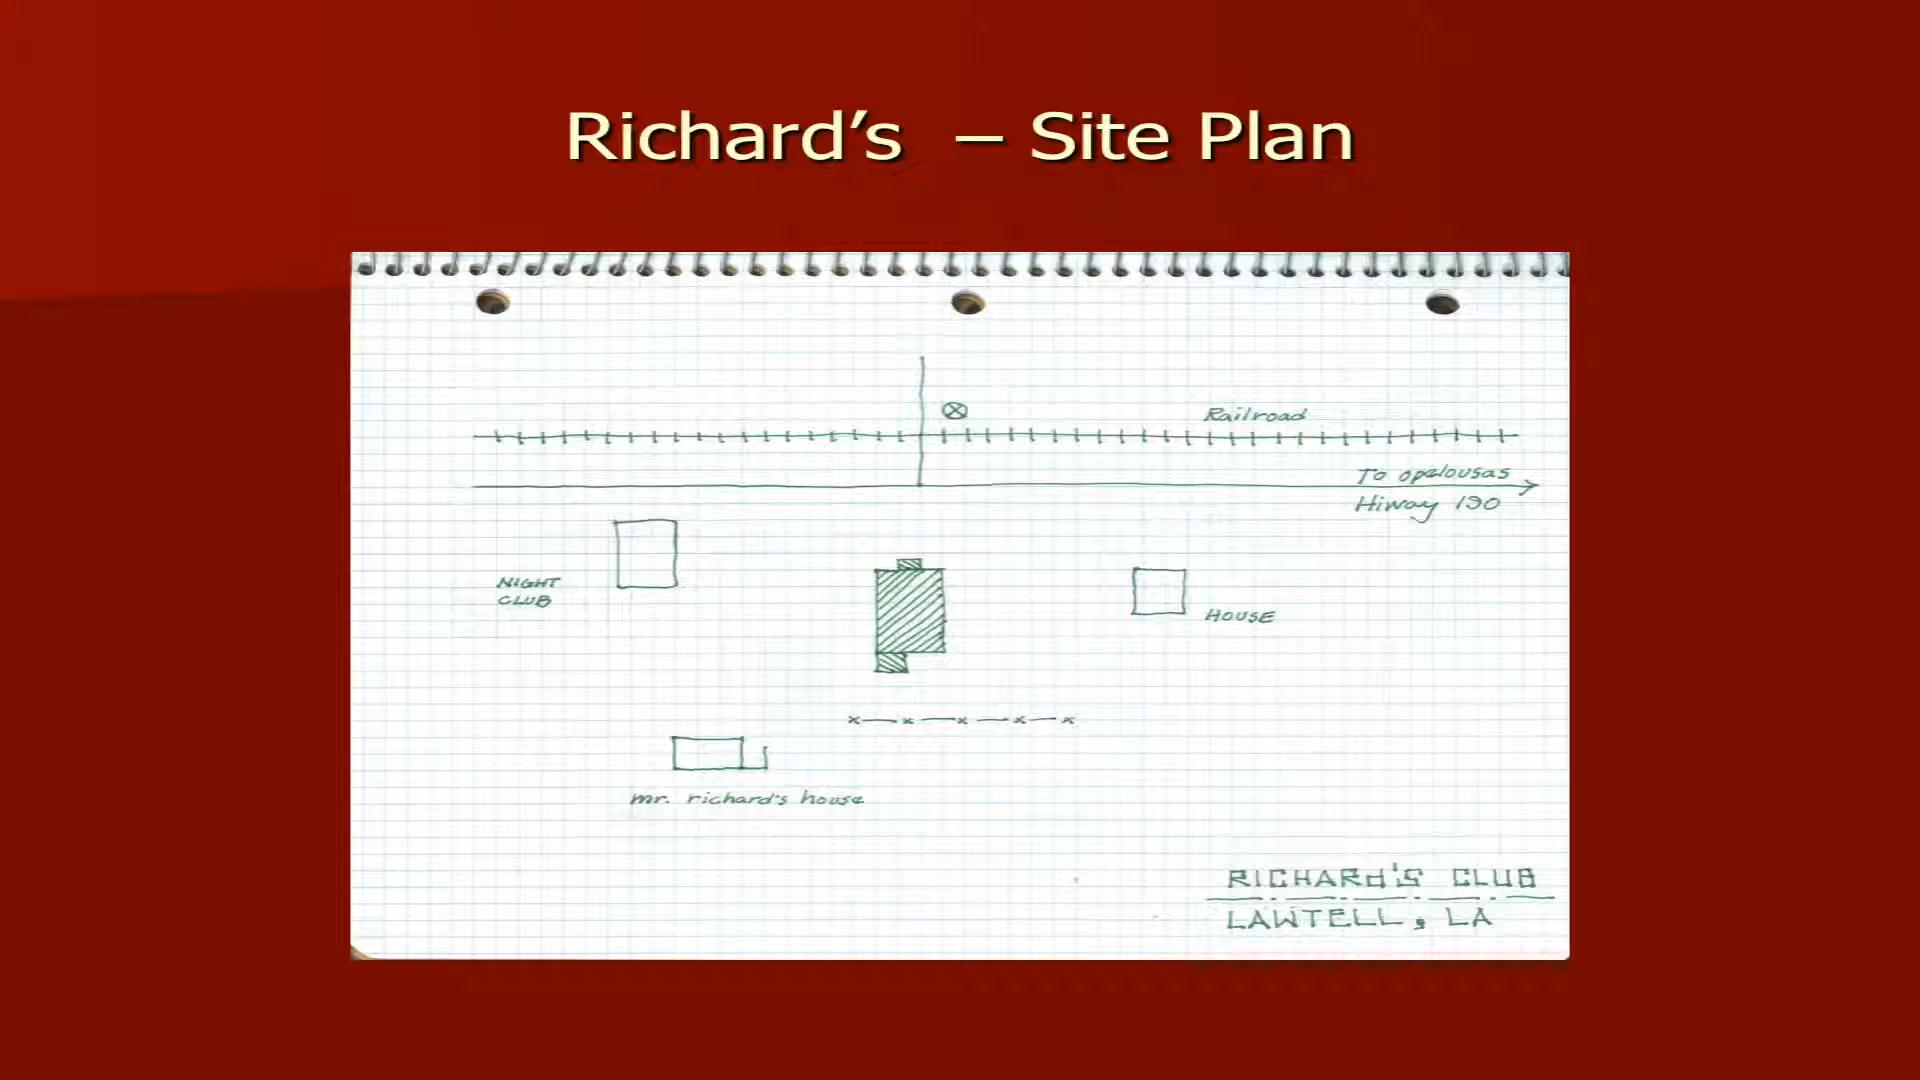 Richard's – Site Plan
Railroad
To opelousas
Hiway 190
NIGHT
CLUB
HOUSE
mr. richard's house
RICHARD'S CLUB
LAWTELL, LA